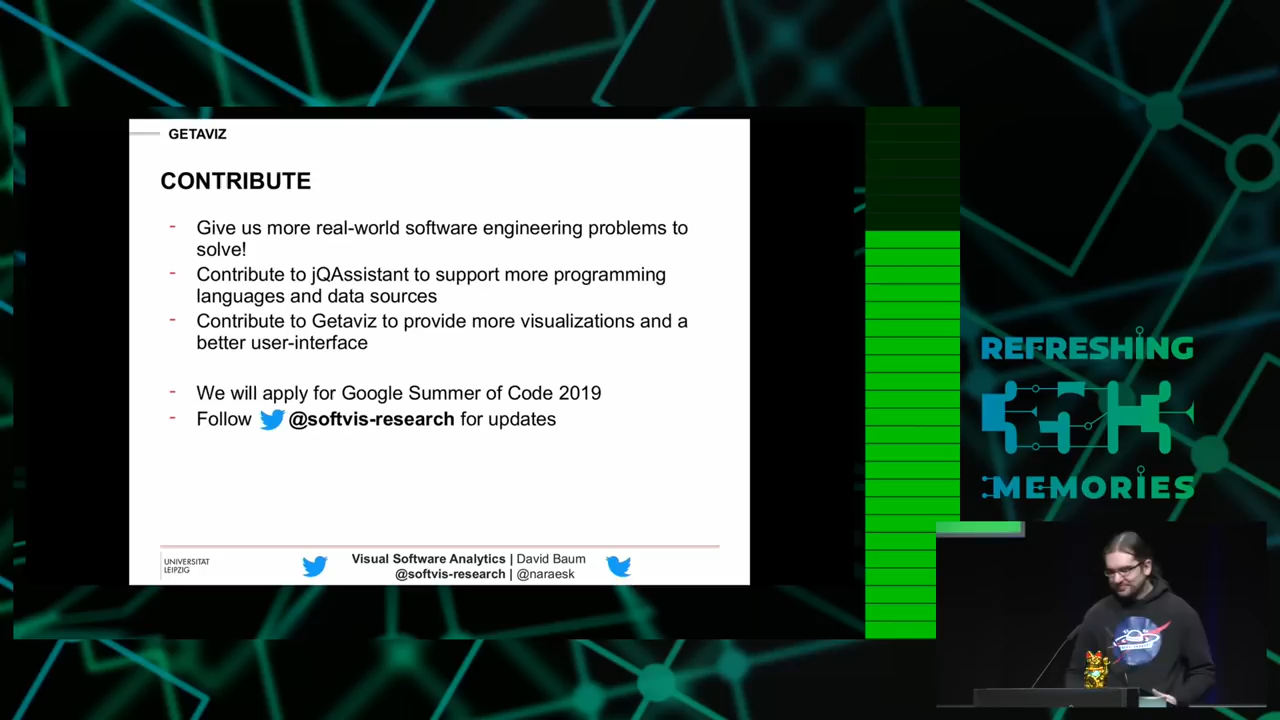 GETAVIZ
CONTRIBUTE
- Give us more real-world software engineering problems to
solve!
- Contribute to jQAssistant to support more programming
languages and data sources
- Contribute to Getaviz to provide more visualizations and a
better user-interface
- We will apply for Google Summer of Code 2019
- Follow @softvis-research for updates
UNIVERSITAT
LEIPZIG
Visual Software Analytics | David Baum
@softvis-research | @naraesk
REFRESHING
35C3
MEMORIES